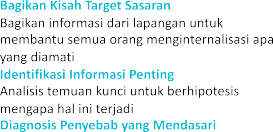 Bagikan Kisah Target Sasaran
Bagikan informasi dari lapangan untuk
membantu semua orang menginternalisasi apa
yang diamati
Identifikasi Informasi Penting
Analisis temuan kunci untuk berhipotesis
mengapa hal ini terjadi
Diagnosis Penyebab yang Mendasari